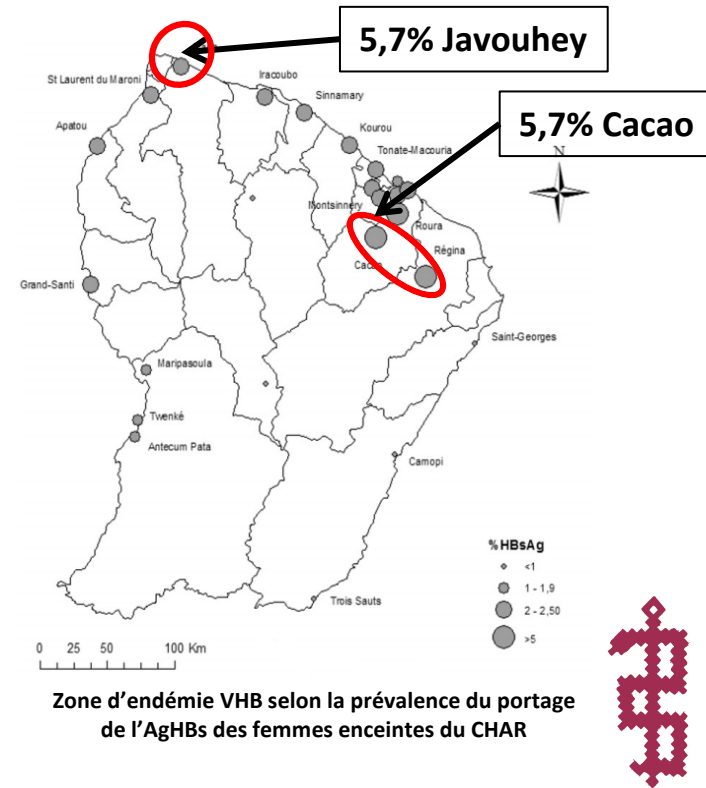 5,7% Javouhey
St Laurent du Maroni
Iracoubo
Sinnamary
5,7% Cacao
Apatou
Kourou
N
Tonate-Macouria
Montsinnery
Roura
Régina
Cacao
Grand-Santi
Saint-Georges
Maripasoula
Twenké
Antecum Pata
Camopi
%HBsAg
<1
1 - 1,9
2 - 2,50
>5
Trois Sauts
0 25 50 100 Km
Zone d'endémie VHB selon la prévalence du portage
de l'AgHBs des femmes enceintes du CHAR